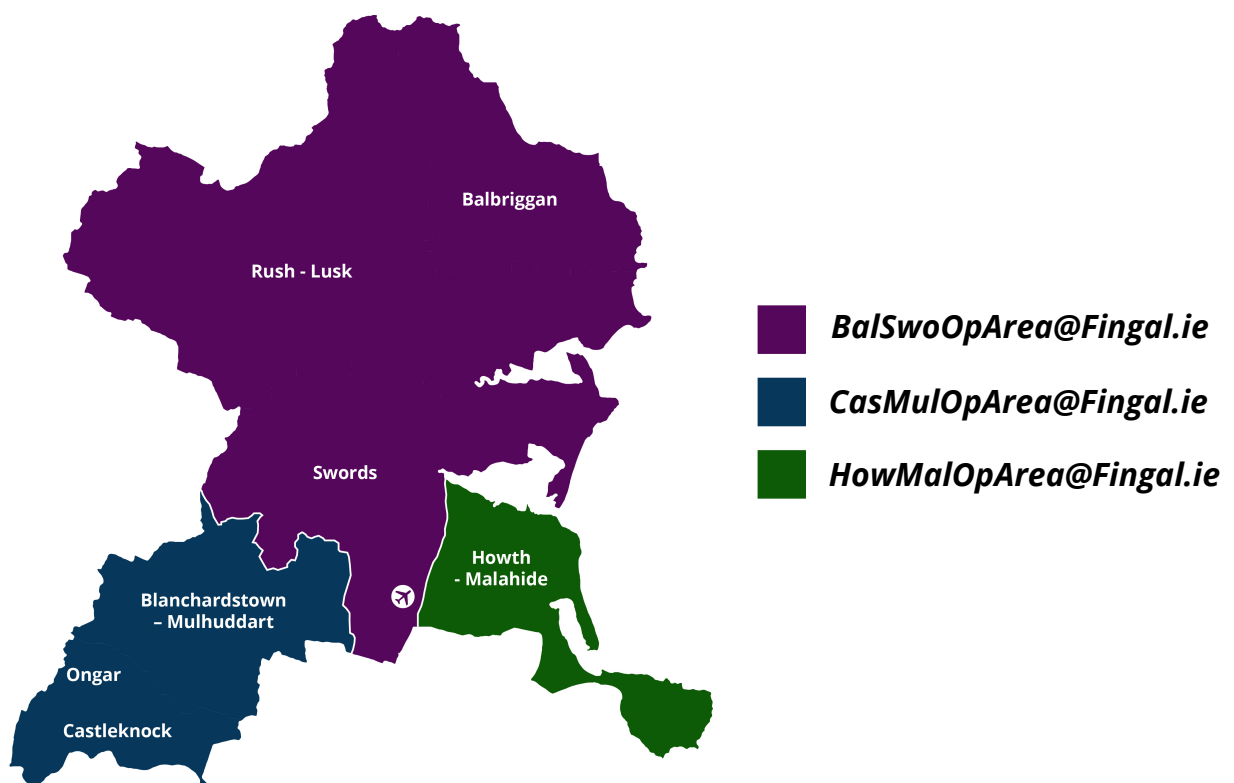 Balbriggan
Rush - Lusk
BalSwoOpArea@Fingal.ie
CasMulOpArea@Fingal.ie
HowMalOpArea@Fingal.ie
Swords
Howth
- Malahide
Blanchardstown
– Mulhuddart
Ongar
Castleknock